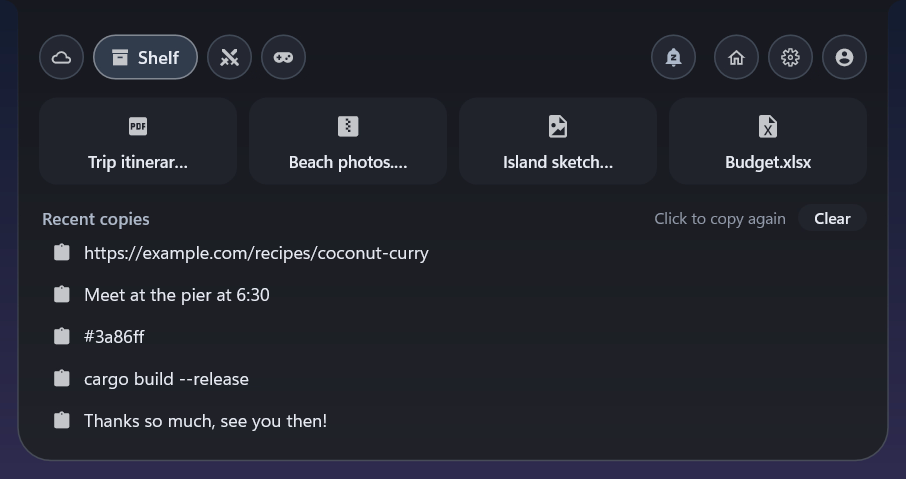 Shelf
PDF
Trip itinerar...
Beach photos....
Island sketch...
X
Budget.xlsx
Recent copies
Click to copy again
Clear
https://example.com/recipes/coconut-curry
Meet at the pier at 6:30
#3a86ff
cargo build --release
Thanks so much, see you then!